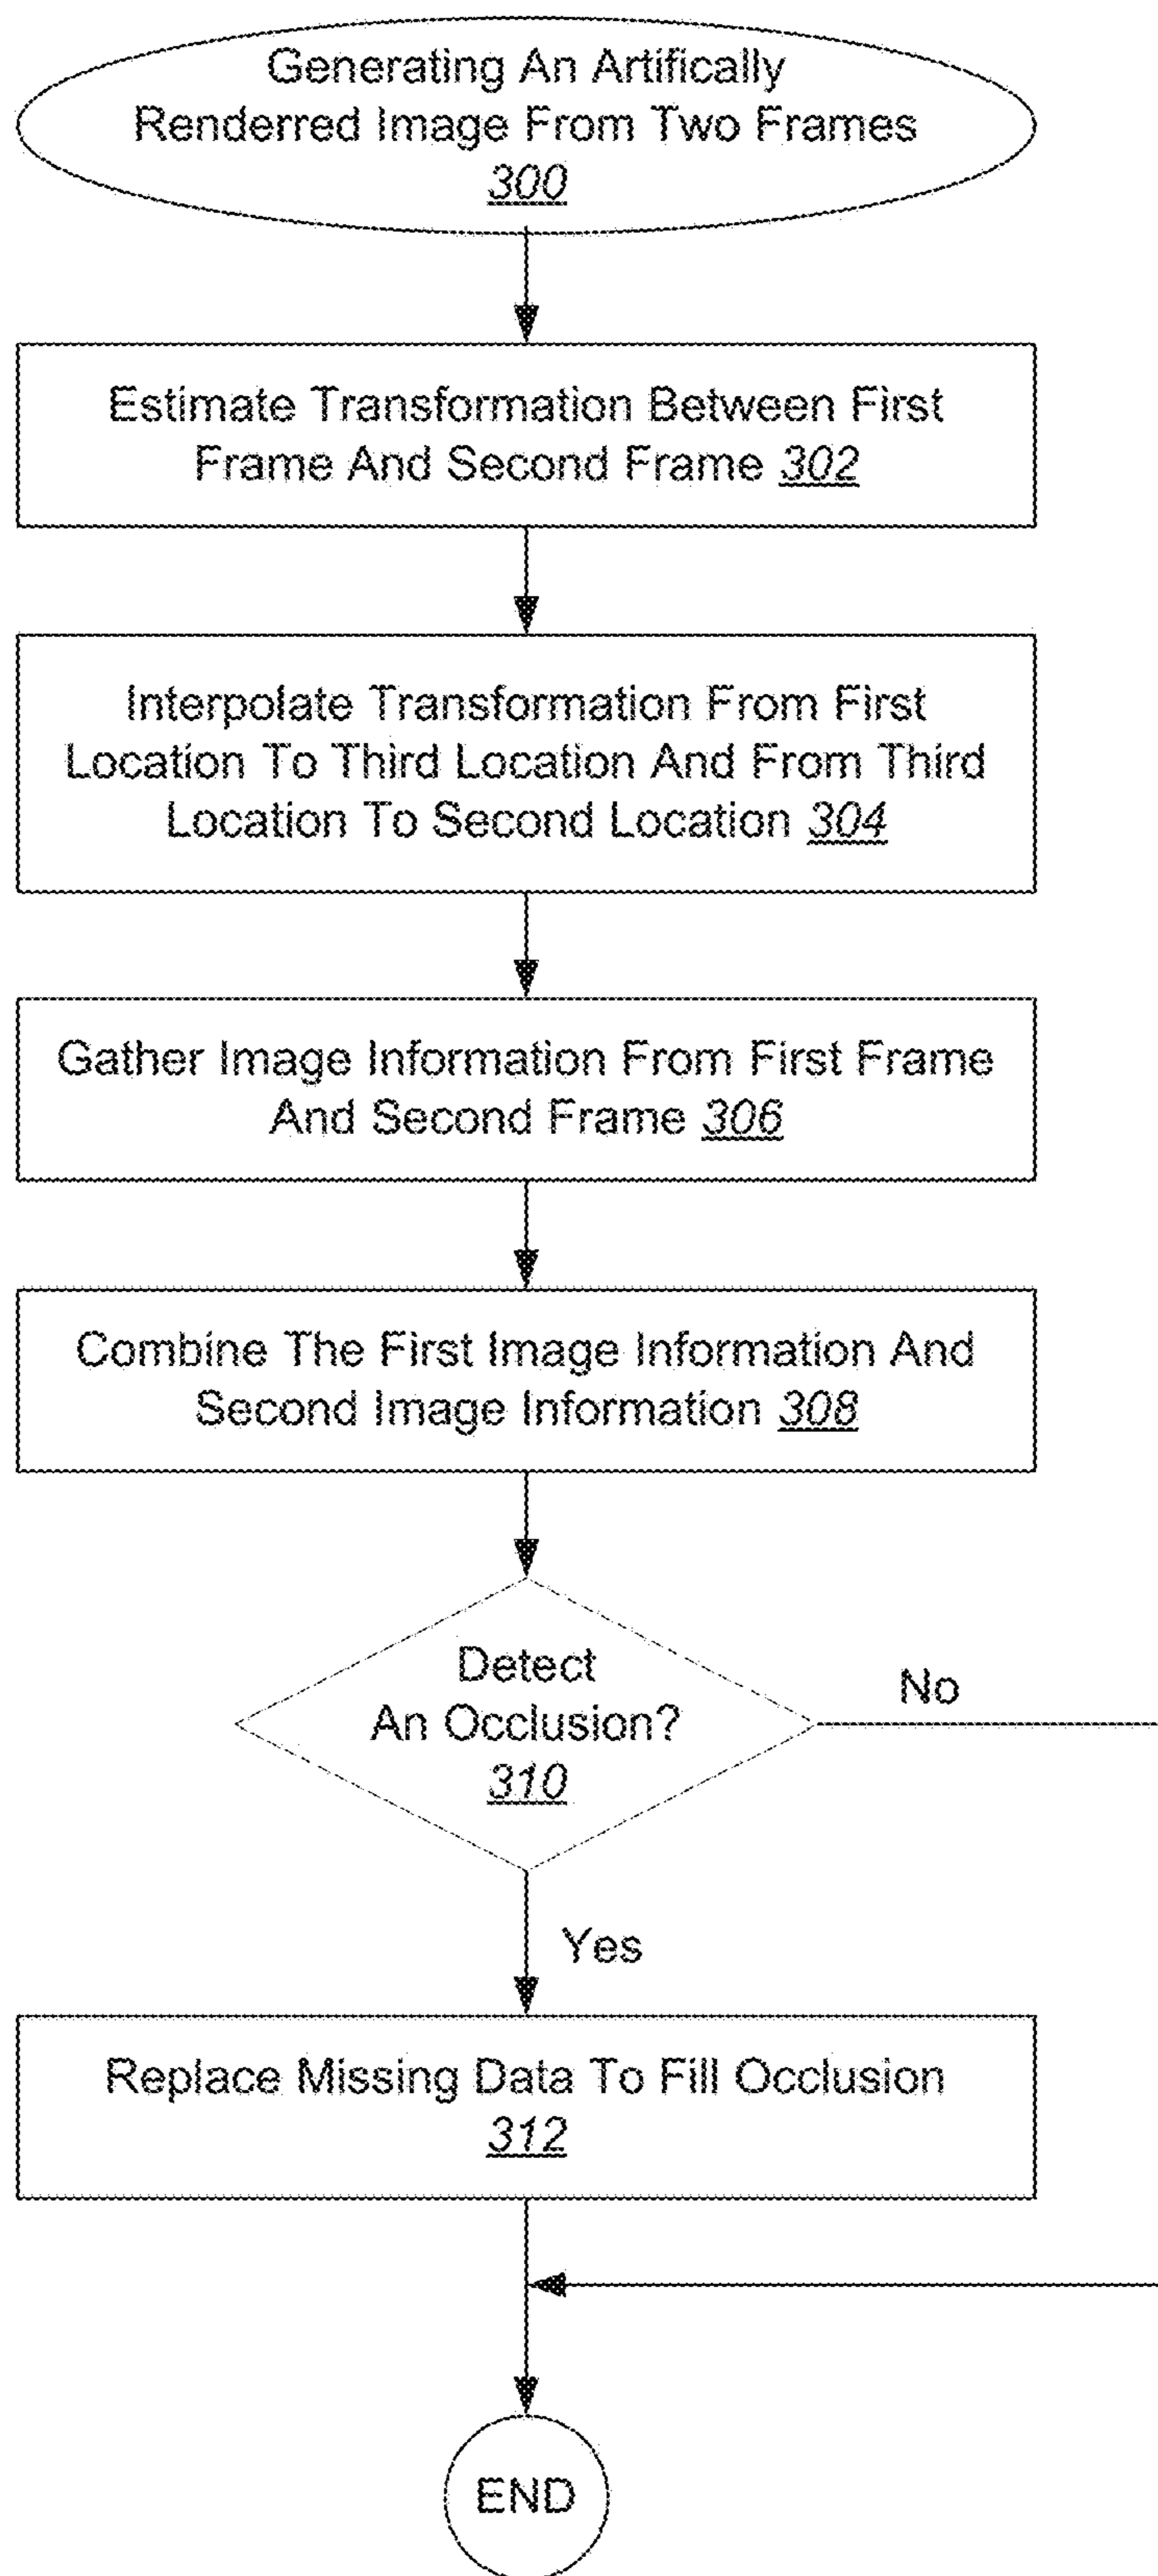 Generating An Artifically
Renderred Image From Two Frames
300
Estimate Transformation Between First
Frame And Second Frame 302
Interpolate Transformation From First
Location To Third Location And From Third
Location To Second Location 304
Gather Image Information From First Frame
And Second Frame 306
Combine The First Image Information And
Second Image Information 308
Detect
An Occlusion?
310
No
Yes
Replace Missing Data To Fill Occlusion
312
END